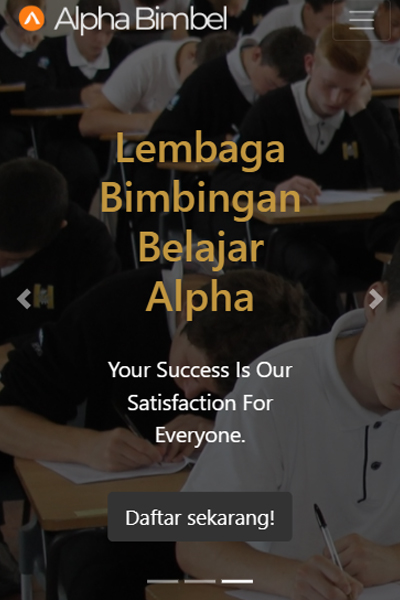 Alpha Bimbel
Lembaga
Bimbingan
Belajar
Alpha
Your Success Is Our
Satisfaction For
Everyone.
Daftar sekarang!